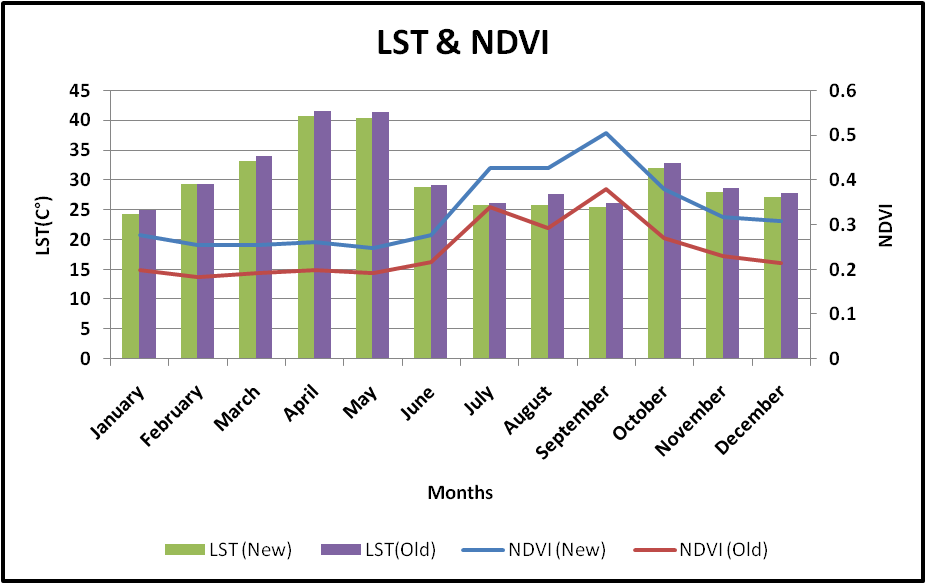 LST & NDVI
45
40
35
30
25
20
15
10
5
0
LST(C°)
0.6
0.5
0.4
0.3
0.2
0.1
0
NDVI
January
February
March
April
May
June
July
August
September
October
November
December
Months
LST (New)
LST(Old)
NDVI (New)
NDVI (Old)